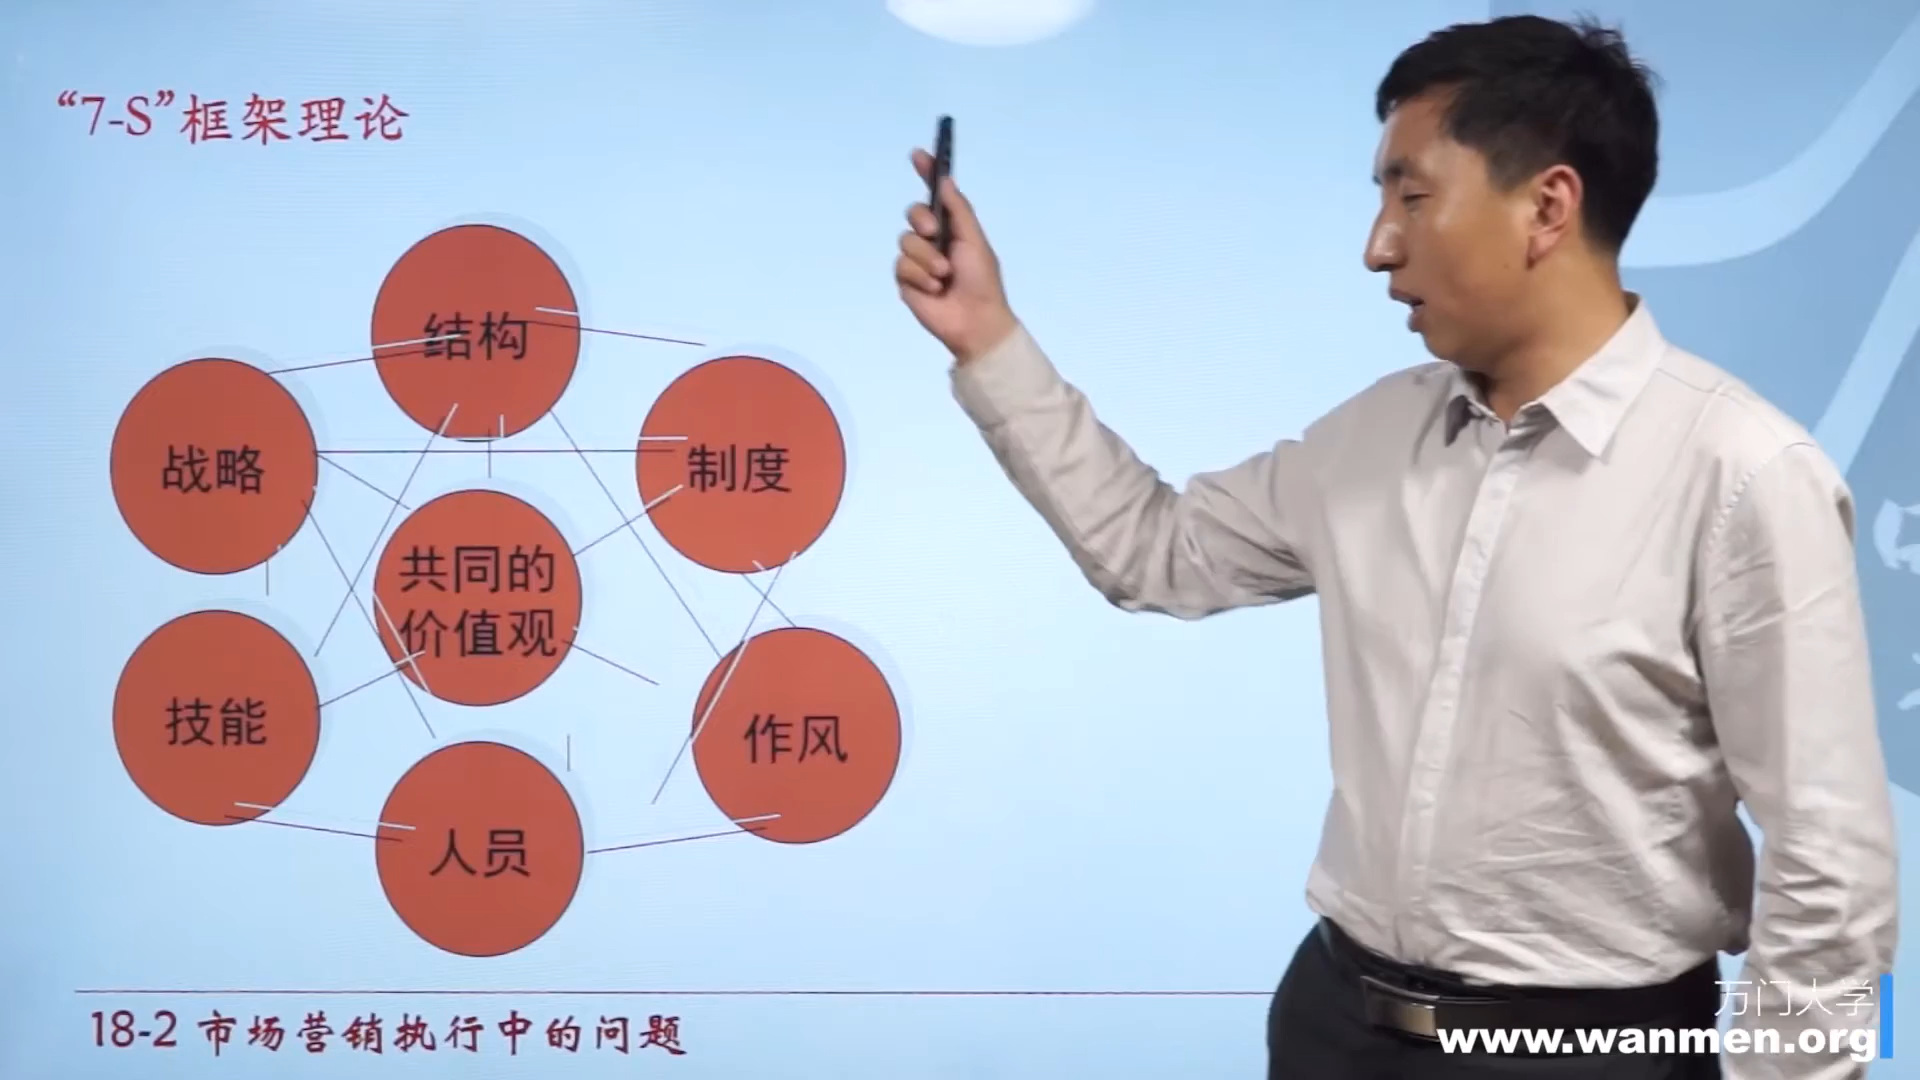 “7-S”框架理论
结构
战略
制度
共同的
价值观
技能
作风
人员
18-2 市场营销执行中的问题
万门大学
www.wanmen.org